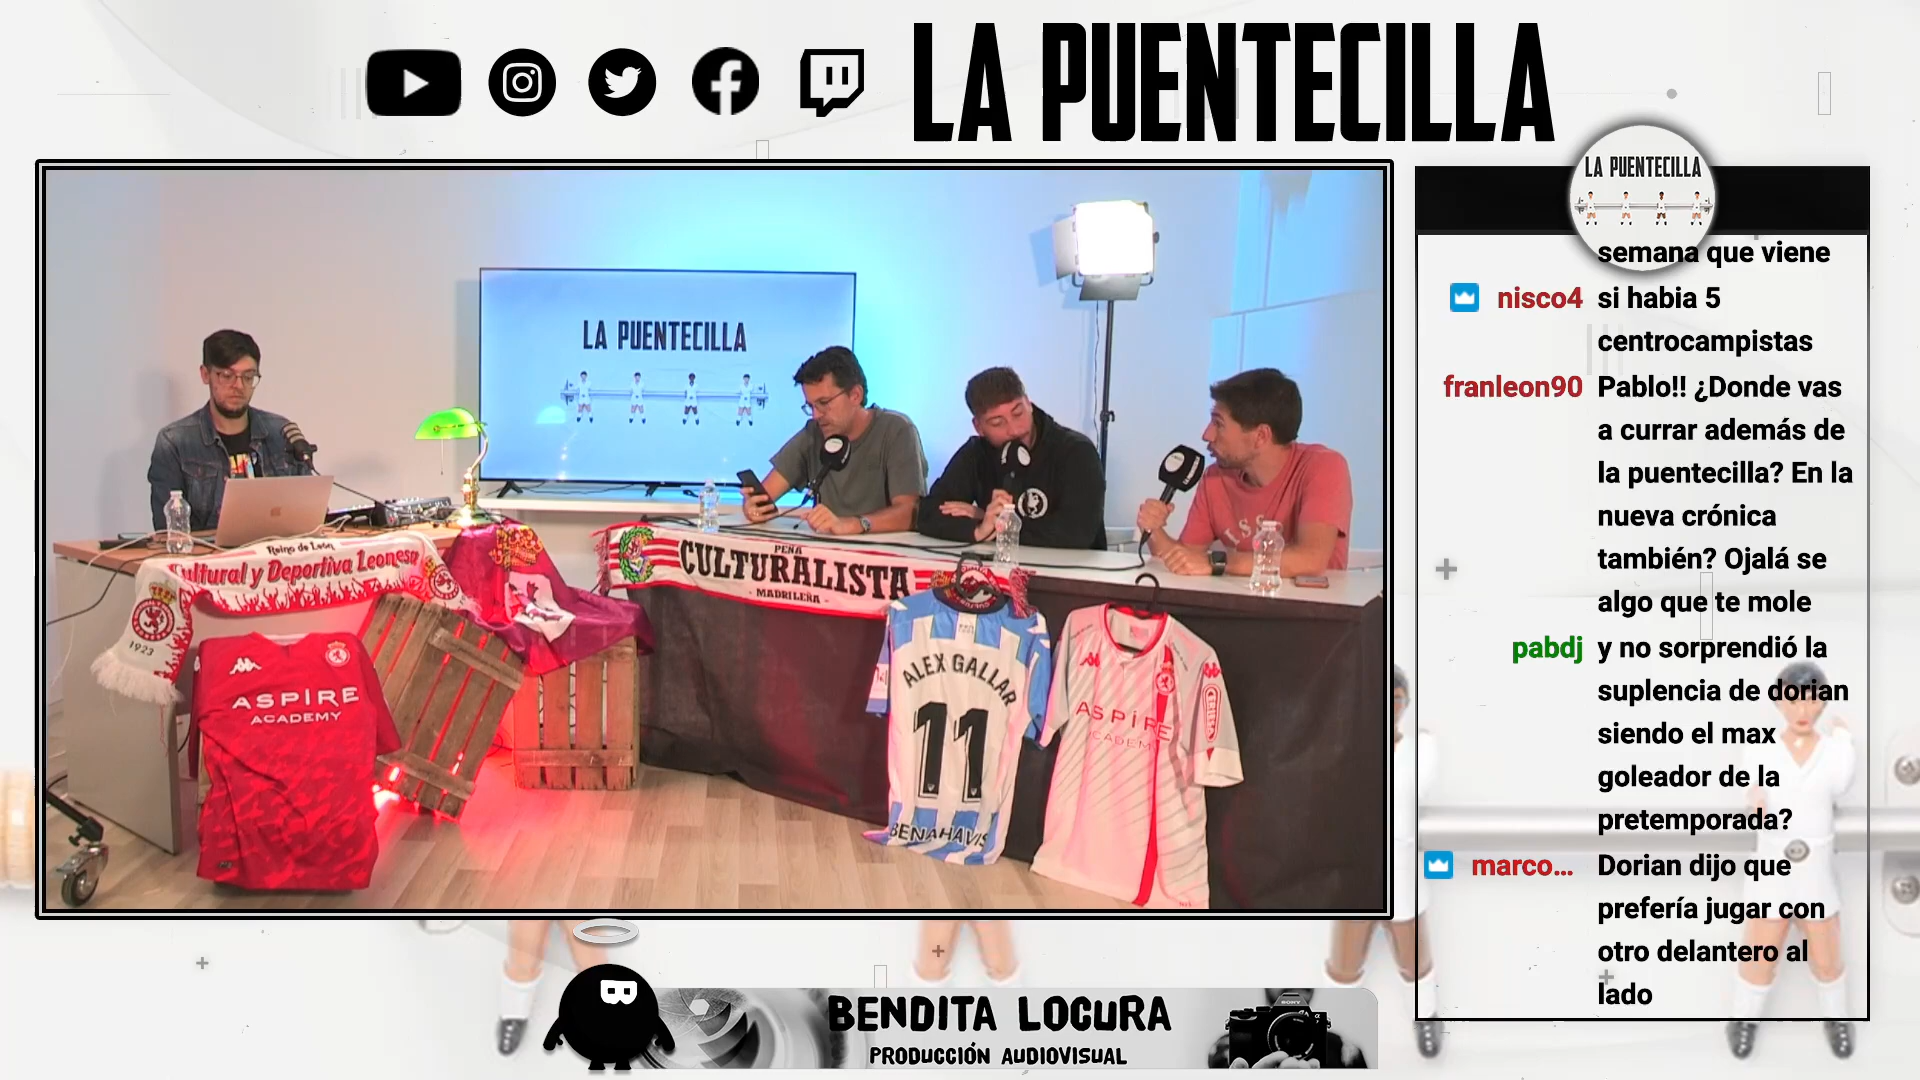 LA PUENTECILLA
LA PUENTECILLA
semana que viene
nisco4 si habia 5
centrocampistas
franleon90 Pablo!! ¿Donde vas
a currar además de
la puentecilla? En la
nueva crónica
también? Ojalá se
algo que te mole
pabdj y no sorprendió la
suplencia de dorian
siendo el max
goleador de la
pretemporada?
marco... Dorian dijo que
prefería jugar con
otro delantero al
lado
LA PUENTECILLA
Reino de León
Cultural y Deportiva Leonesa
1923
PEÑA
CULTURALISTA
- MADRILEÑA -
ASPIRE
ACADEMY
ALEX GALLAR
11
BENAHAVIS
ASPIRE
ACADEMY
BENDITA LOCURA
PRODUCCIÓN AUDIOVISUAL